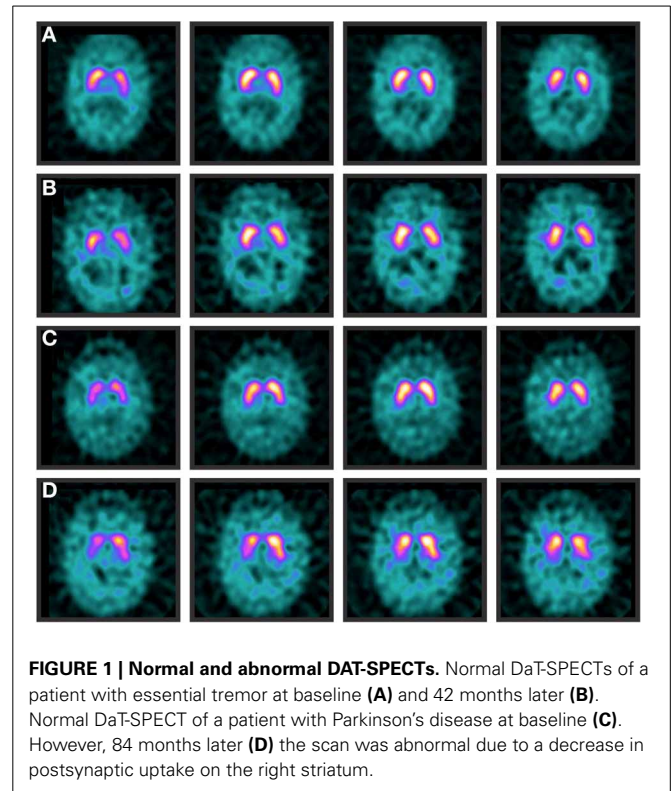 A
B
C
D
FIGURE 1 | Normal and abnormal DAT-SPECTs. Normal DaT-SPECTs of a
patient with essential tremor at baseline (A) and 42 months later (B).
Normal DaT-SPECT of a patient with Parkinson's disease at baseline (C).
However, 84 months later (D) the scan was abnormal due to a decrease in
postsynaptic uptake on the right striatum.